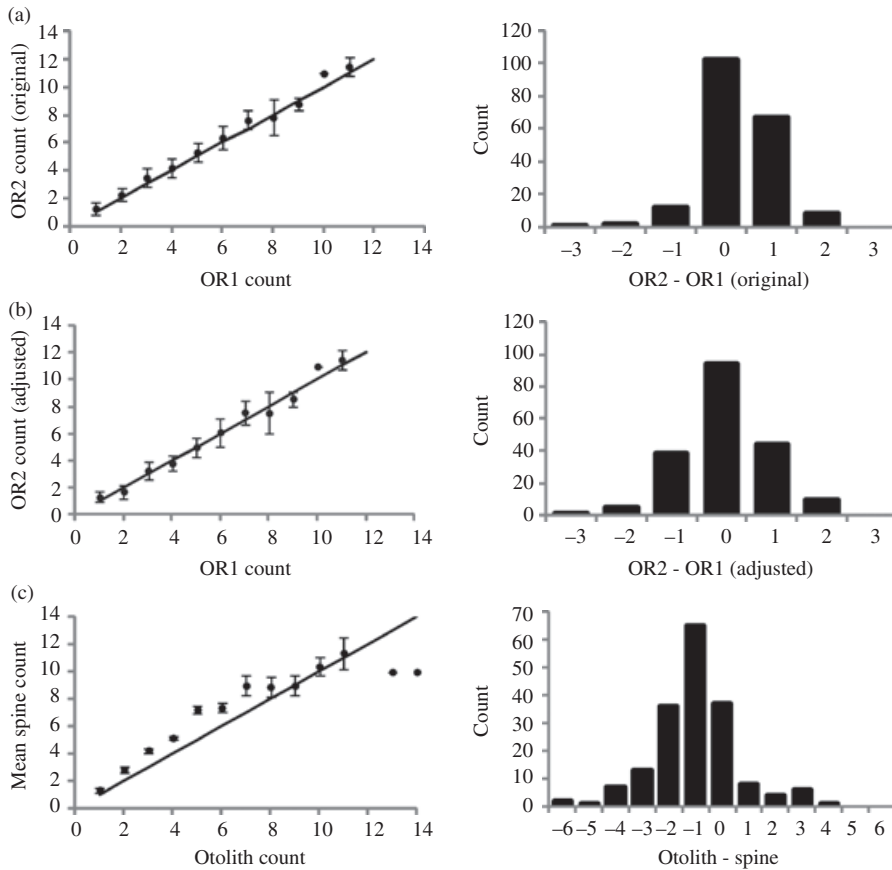 (a)
OR2 count (original)
14
12
10
8
6
4
2
0
0 2 4 6 8 10 12 14
OR1 count
Count
120
100
80
60
40
20
0
–3 –2 –1 0 1 2 3
OR2 - OR1 (original)
(b)
OR2 count (adjusted)
14
12
10
8
6
4
2
0
0 2 4 6 8 10 12 14
OR1 count
Count
120
100
80
60
40
20
0
–3 –2 –1 0 1 2 3
OR2 - OR1 (adjusted)
(c)
Mean spine count
14
12
10
8
6
4
2
0
0 2 4 6 8 10 12 14
Otolith count
Count
70
60
50
40
30
20
10
0
–6 –5 –4 –3 –2 –1 0 1 2 3 4 5 6
Otolith - spine